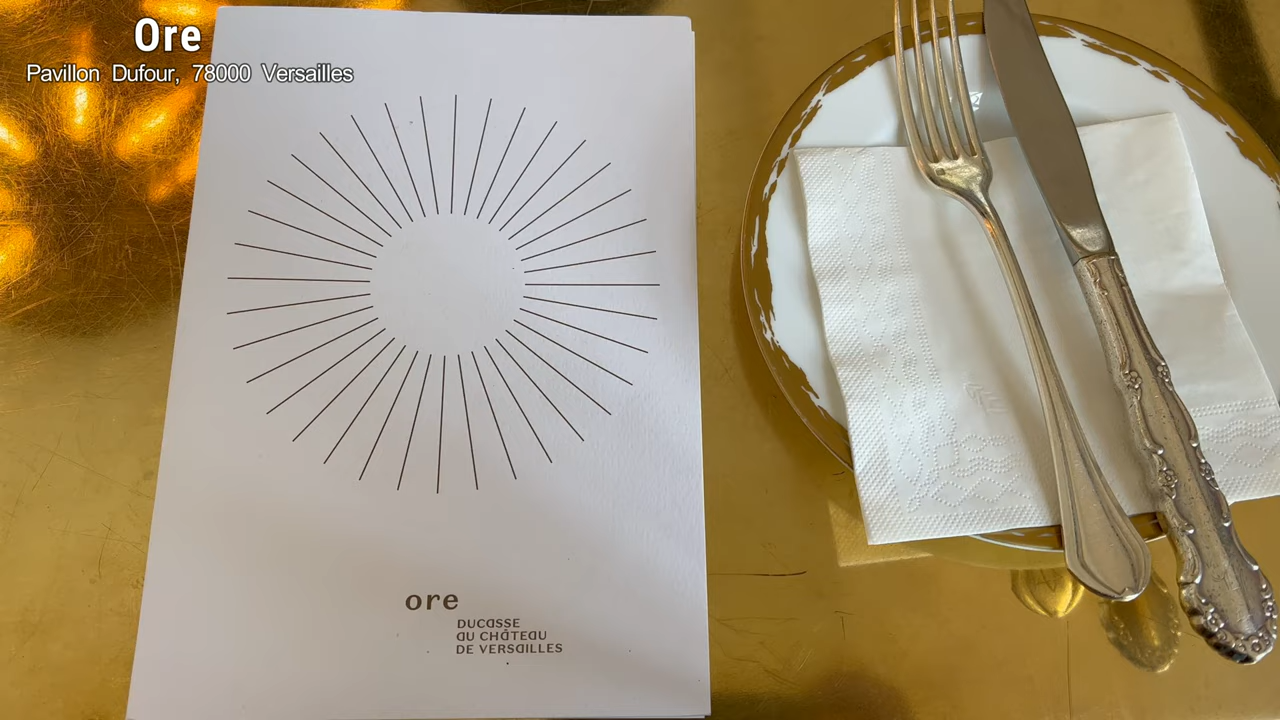 Ore
Pavillon Dufour, 78000 Versailles
ore
DUCASSE
AU CHÂTEAU
DE VERSAILLES